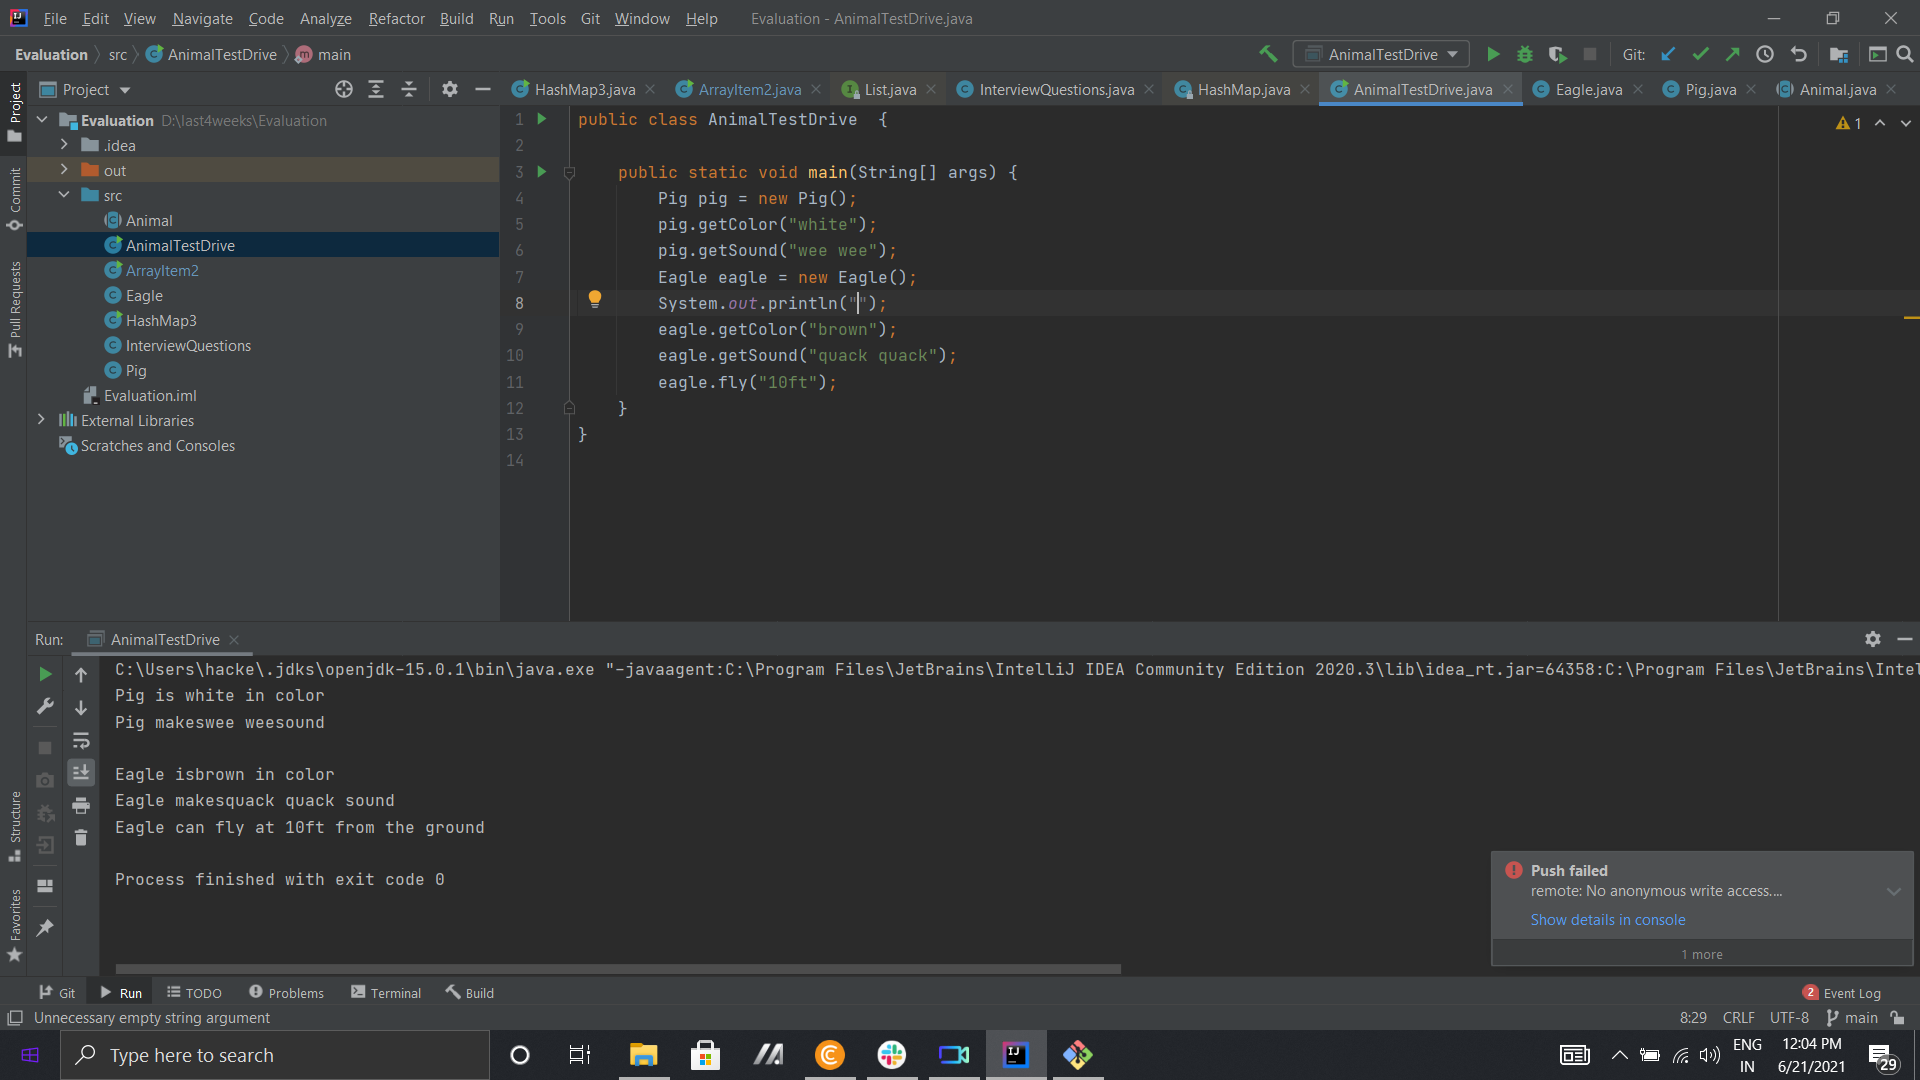 File Edit View Navigate Code Analyze Refactor Build Run Tools Git Window Help Evaluation - AnimalTestDrive.java
Evaluation src AnimalTestDrive main AnimalTestDrive Git:
Project HashMap3.java ArrayItem2.java List.java InterviewQuestions.java HashMap.java AnimalTestDrive.java Eagle.java Pig.java Animal.java
Project
Commit
Pull Requests
Structure
Favorites
Evaluation D:\last4weeks\Evaluation
.idea
out
src
Animal
AnimalTestDrive
ArrayItem2
Eagle
HashMap3
InterviewQuestions
Pig
Evaluation.iml
External Libraries
Scratches and Consoles
1 public class AnimalTestDrive {
2
3 public static void main(String[] args) {
4 Pig pig = new Pig();
5 pig.getColor("white");
6 pig.getSound("wee wee");
7 Eagle eagle = new Eagle();
8 System.out.println("");
9 eagle.getColor("brown");
10 eagle.getSound("quack quack");
11 eagle.fly("10ft");
12 }
13 }
14
1
Run: AnimalTestDrive
C:\Users\hacke\.jdks\openjdk-15.0.1\bin\java.exe "-javaagent:C:\Program Files\JetBrains\IntelliJ IDEA Community Edition 2020.3\lib\idea_rt.jar=64358:C:\Program Files\JetBrains\Intel
Pig is white in color
Pig makeswee weesound
Eagle isbrown in color
Eagle makesquack quack sound
Eagle can fly at 10ft from the ground
Process finished with exit code 0
Push failed
remote: No anonymous write access....
Show details in console
1 more
Git Run TODO Problems Terminal Build 2 Event Log
Unnecessary empty string argument 8:29 CRLF UTF-8 main
Type here to search
ENG
IN
12:04 PM
6/21/2021
29